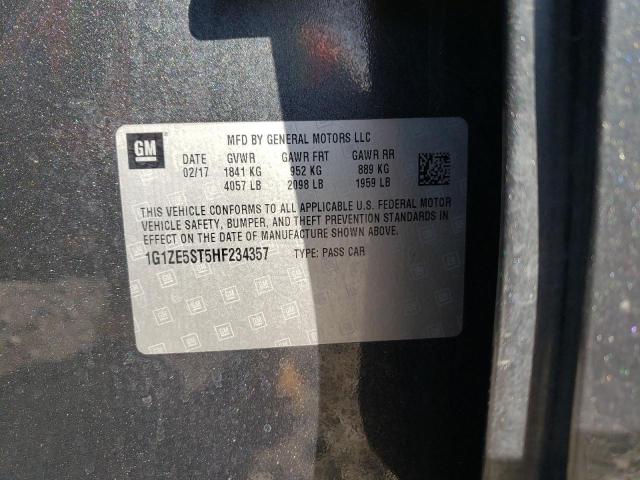 GM
MFD BY GENERAL MOTORS LLC
DATE GVWR GAWR FRT GAWR RR
02/17 1841 KG 952 KG 889 KG
4057 LB 2098 LB 1959 LB
THIS VEHICLE CONFORMS TO ALL APPLICABLE U.S. FEDERAL MOTOR
VEHICLE SAFETY, BUMPER, AND THEFT PREVENTION STANDARDS IN
EFFECT ON THE DATE OF MANUFACTURE SHOWN ABOVE.
1G1ZE5ST5HF234357 TYPE: PASS CAR